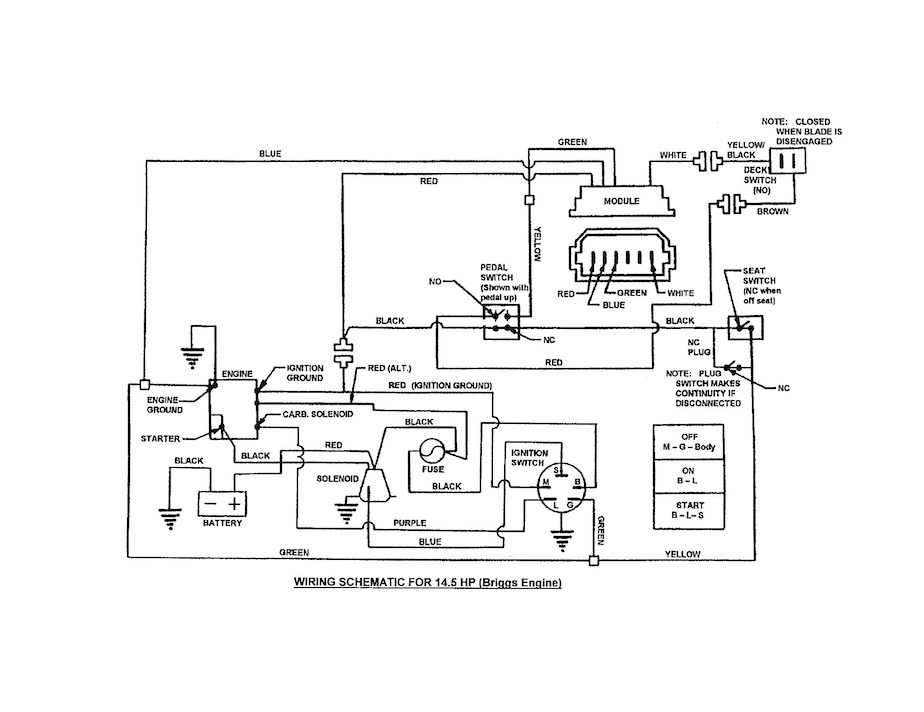 NOTE: CLOSED
WHEN BLADE IS
DISENGAGED
GREEN
BLUE
WHITE
YELLOW/
BLACK
DECK
SWITCH
(NO)
RED
MODULE
BROWN
YELLOW
PEDAL
SWITCH
(Shown with
pedal up)
NO
RED
GREEN
WHITE
BLUE
SEAT
SWITCH
(NC when
off seat)
BLACK
BLACK
NC
NC
PLUG
RED
NOTE: PLUG
SWITCH MAKES
CONTINUITY IF
DISCONNECTED
NC
ENGINE
IGNITION
GROUND
RED (ALT.)
RED (IGNITION GROUND)
ENGINE
GROUND
CARB. SOLENOID
BLACK
STARTER
RED
BLACK
FUSE
IGNITION
SWITCH
S
M
B
L
G
OFF
M – G – Body
ON
B – L
START
B – L – S
BLACK
SOLENOID
BLACK
– +
BATTERY
PURPLE
BLUE
GREEN
GREEN
YELLOW
WIRING SCHEMATIC FOR 14.5 HP (Briggs Engine)